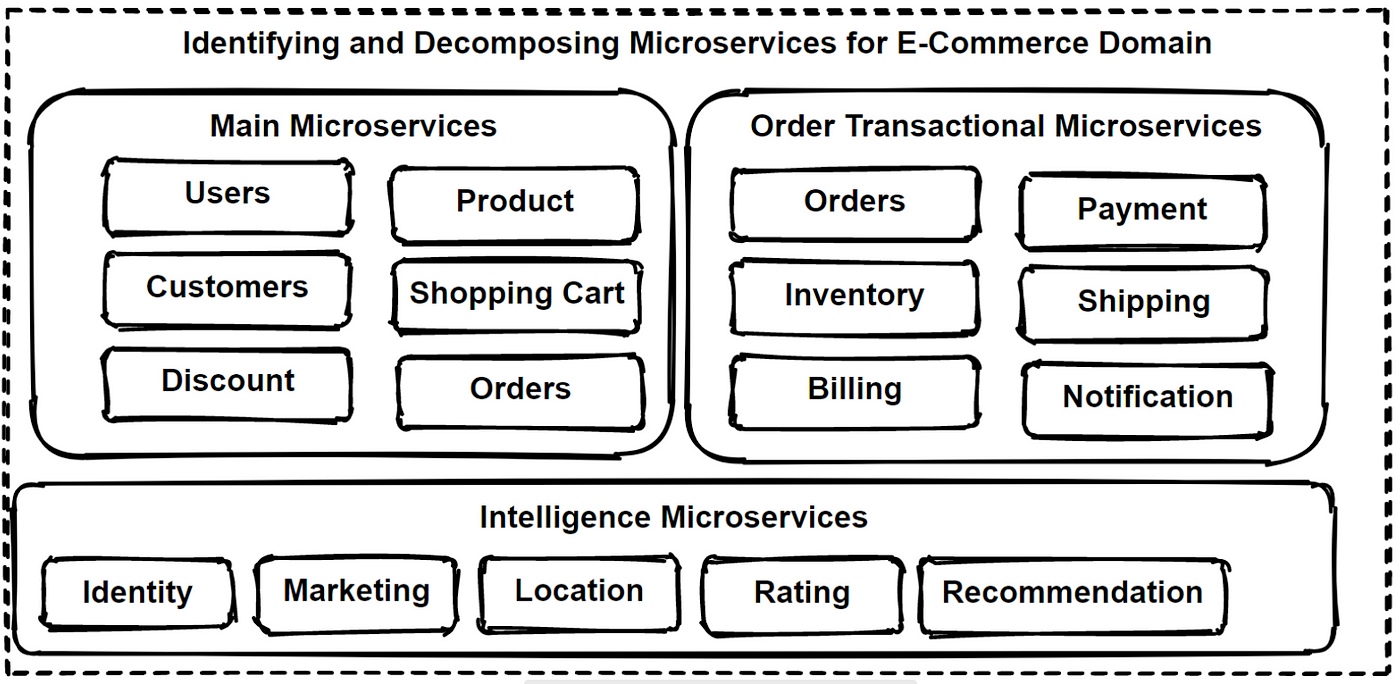 Identifying and Decomposing Microservices for E-Commerce Domain
Main Microservices
Users
Product
Customers
Shopping Cart
Discount
Orders
Order Transactional Microservices
Orders
Payment
Inventory
Shipping
Billing
Notification
Intelligence Microservices
Identity
Marketing
Location
Rating
Recommendation